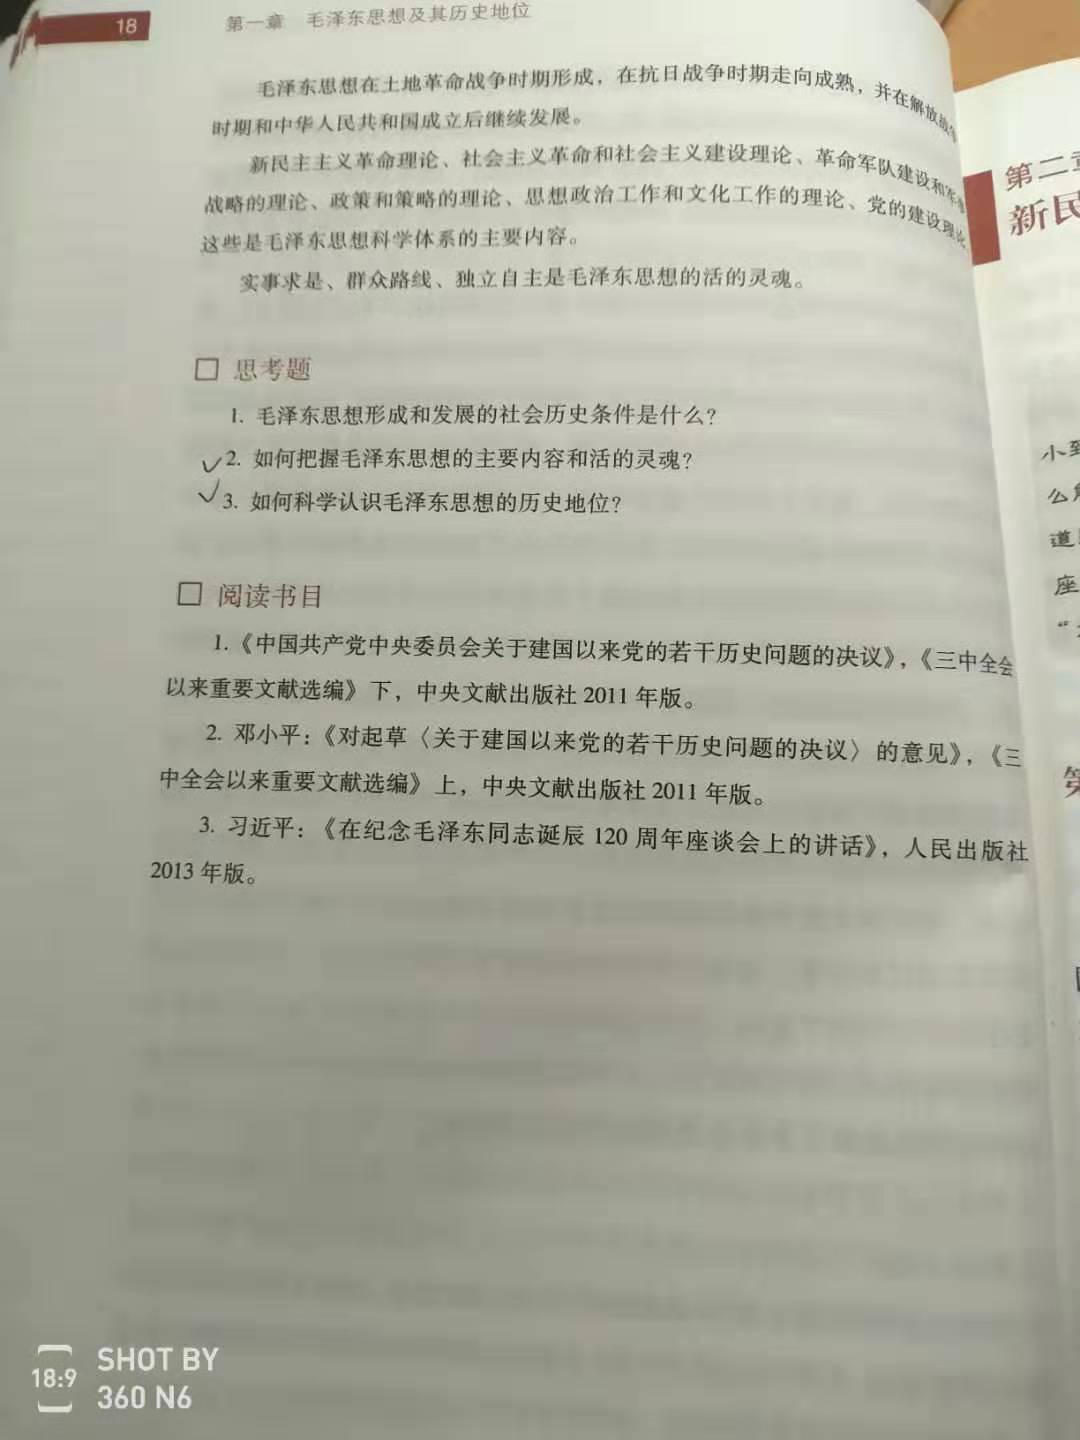 18
第一章 毛泽东思想及其历史地位
毛泽东思想在土地革命战争时期形成，在抗日战争时期走向成熟，并在解放战争
时期和中华人民共和国成立后继续发展。
新民主主义革命理论、社会主义革命和社会主义建设理论、革命军队建设和军事
战略的理论、政策和策略的理论、思想政治工作和文化工作的理论、党的建设理论，
这些是毛泽东思想科学体系的主要内容。
实事求是、群众路线、独立自主是毛泽东思想的活的灵魂。
思考题
1. 毛泽东思想形成和发展的社会历史条件是什么？
2. 如何把握毛泽东思想的主要内容和活的灵魂？
3. 如何科学认识毛泽东思想的历史地位？
阅读书目
1.《中国共产党中央委员会关于建国以来党的若干历史问题的决议》，《三中全会
以来重要文献选编》下，中央文献出版社 2011 年版。
2. 邓小平：《对起草〈关于建国以来党的若干历史问题的决议〉的意见》，《三
中全会以来重要文献选编》上，中央文献出版社 2011 年版。
3. 习近平：《在纪念毛泽东同志诞辰 120 周年座谈会上的讲话》，人民出版社
2013 年版。
第二章
新民
小到
么
道
座
第
18:9
SHOT BY
360 N6